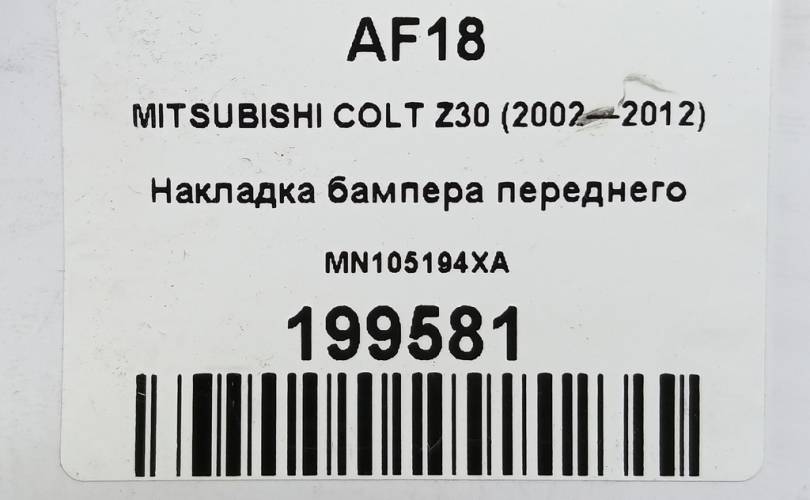 AF18
MITSUBISHI COLT Z30 (2002—2012)
Накладка бампера переднего
MN105194XA
199581